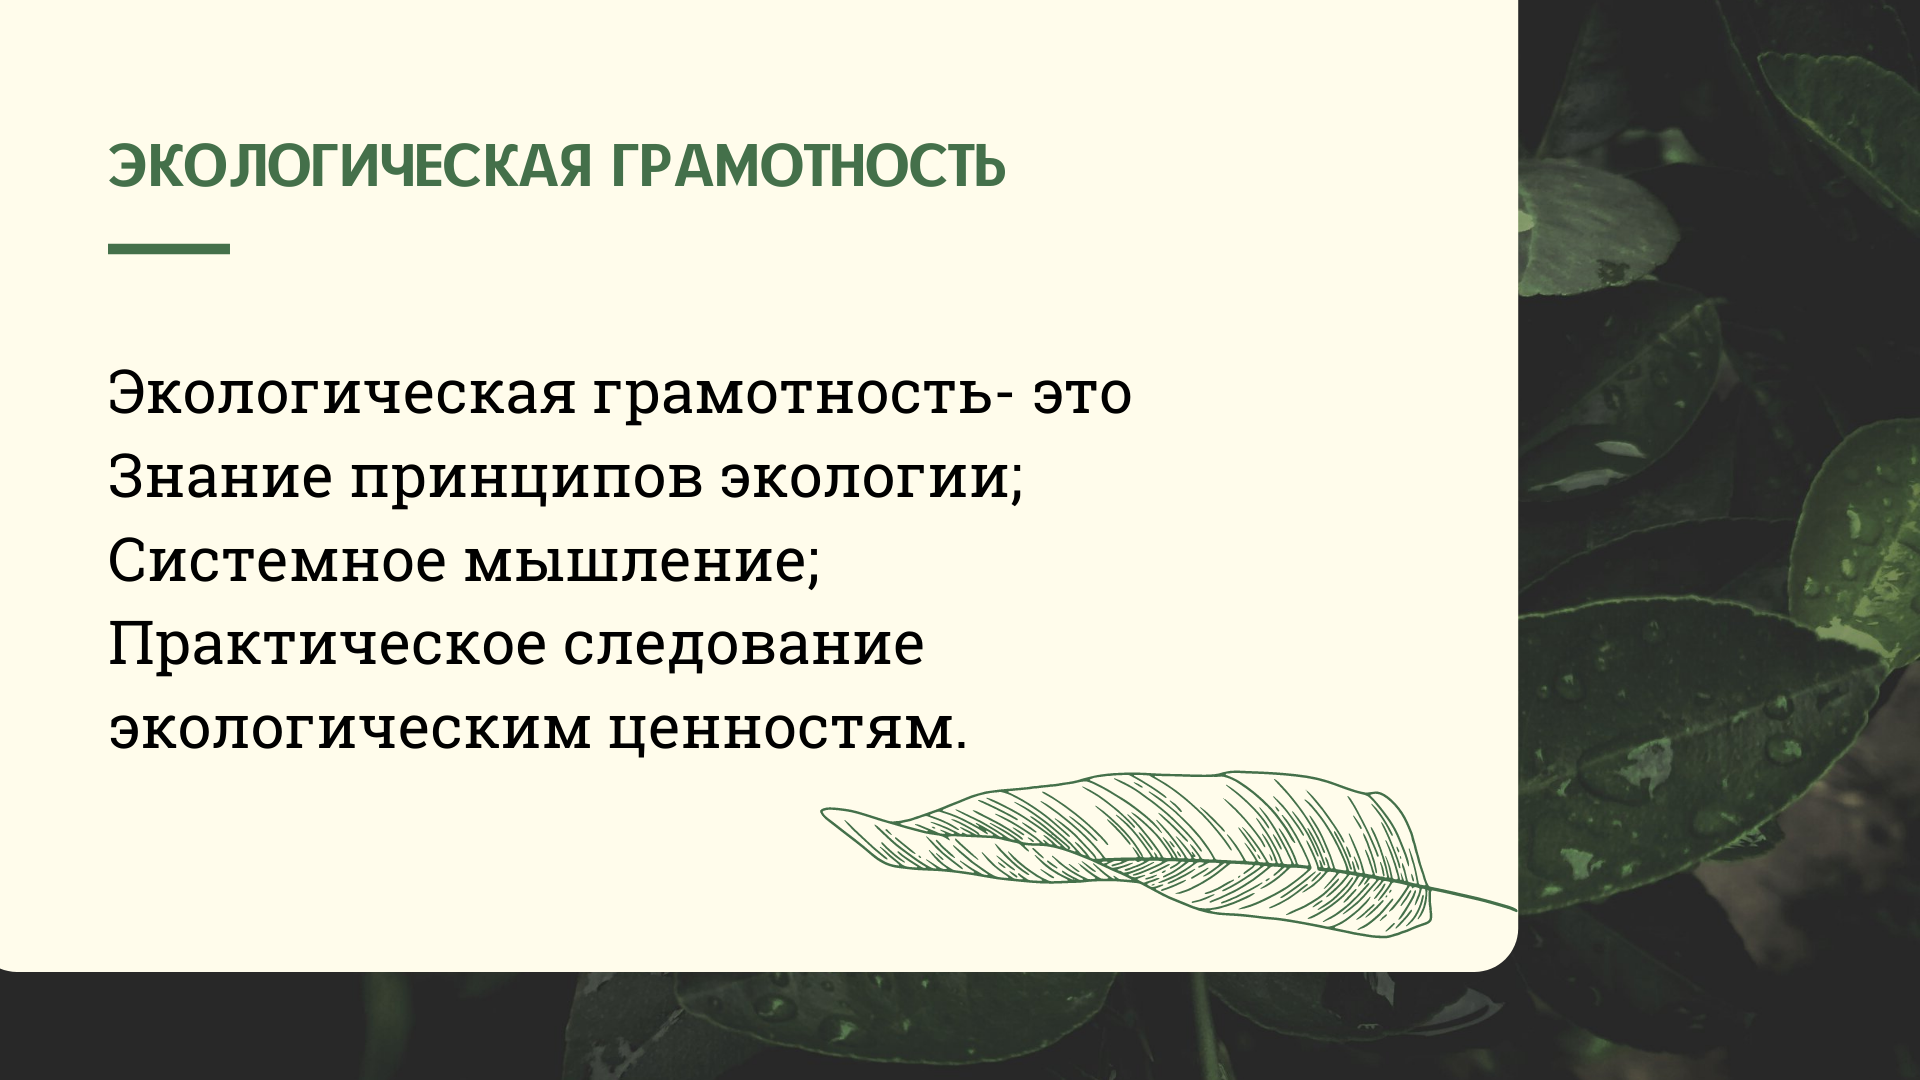 ЭКОЛОГИЧЕСКАЯ ГРАМОТНОСТЬ
Экологическая грамотность- это
Знание принципов экологии;
Системное мышление;
Практическое следование
экологическим ценностям.